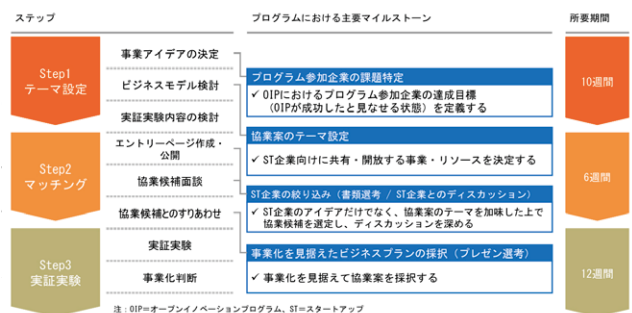 ステップ
プログラムにおける主要マイルストーン
所要期間
Step1
テーマ設定
事業アイデアの決定
ビジネスモデル検討
実証実験内容の検討
プログラム参加企業の課題特定
✓ OIPにおけるプログラム参加企業の達成目標
(OIPが成功したと見なせる状態)を定義する
10週間
Step2
マッチング
エントリーページ作成・
公開
協業候補面談
協業候補とのすりあわせ
協業案のテーマ設定
✓ ST企業向けに共有・開放する事業・リソースを決定する
ST企業の絞り込み(書類選考 / ST企業とのディスカッション)
✓ ST企業のアイデアだけでなく、協業案のテーマを加味した上で
協業候補を選定し、ディスカッションを深める
6週間
Step3
実証実験
実証実験
事業化判断
事業化を見据えたビジネスプランの採択(プレゼン選考)
✓ 事業化を見据えて協業案を採択する
12週間
注:OIP=オープンイノベーションプログラム、ST=スタートアップ